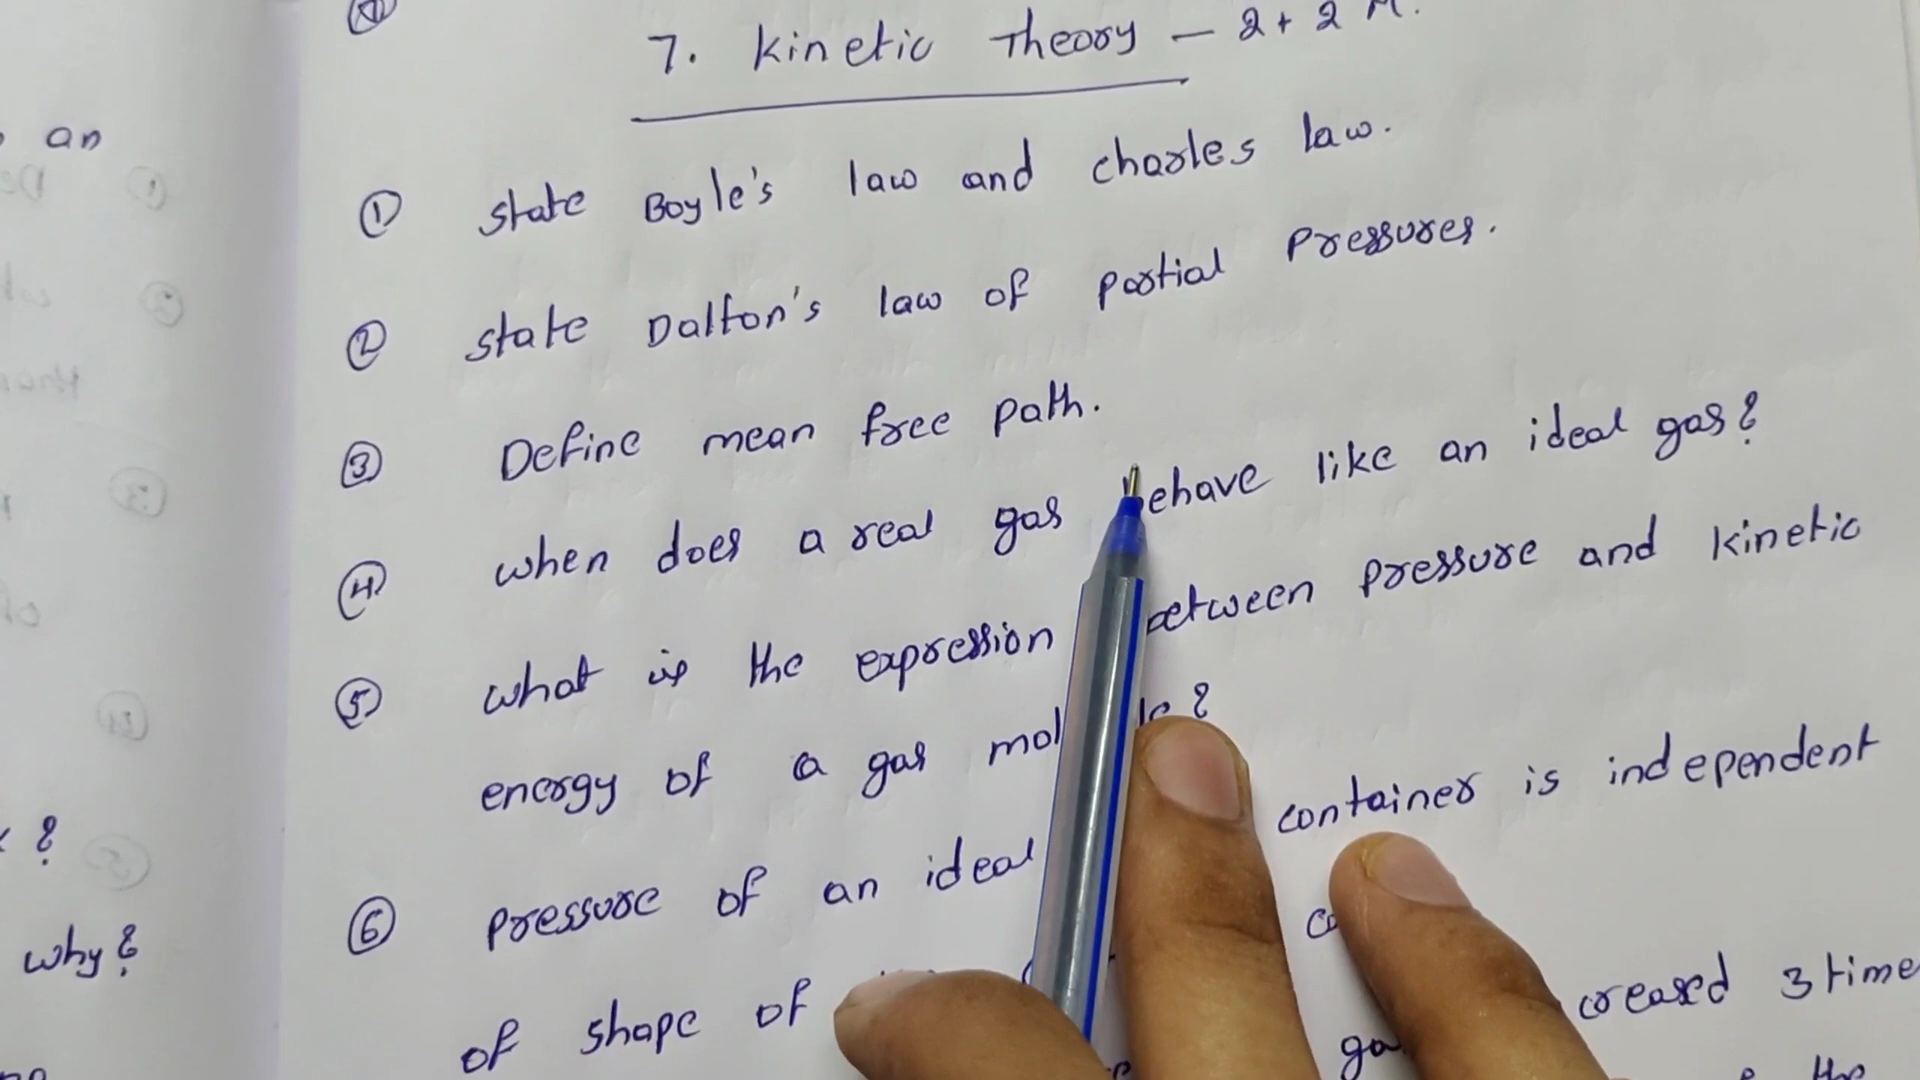 an
why?
7. Kinetic Theory — 2+2 M.
① state Boyle's law and charles law.
② state Dalton's law of partial pressures.
③ Define mean free path.
④ when does a real gas behave like an ideal gas?
⑤ what is the expression between pressure and kinetic
energy of a gas
⑥ pressure of an ideal container is independent
of shape of
3 time
the